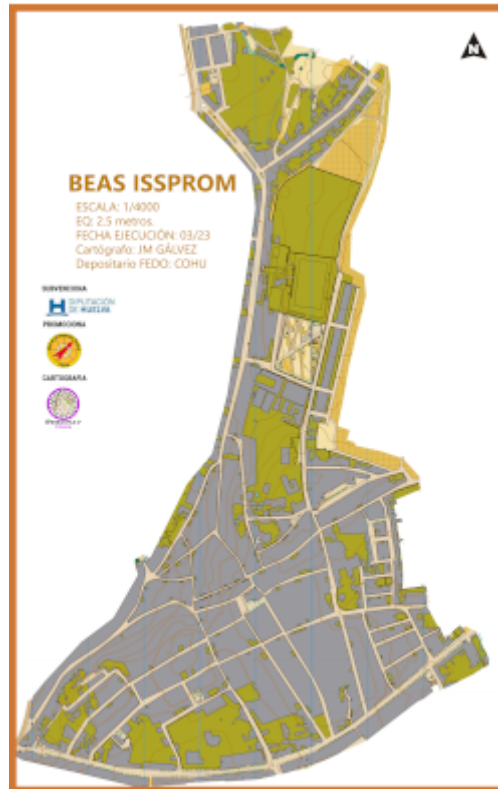 N
BEAS ISSPROM
ESCALA: 1/4000
EQ: 2.5 metros.
FECHA EJECUCIÓN: 03/23
Cartógrafo: JM GÁLVEZ
Depositario FEDO: COHU
SUBVENCIONA
H DIPUTACIÓN
DE HUELVA
PROMOCIONA
CARTOGRAFIA